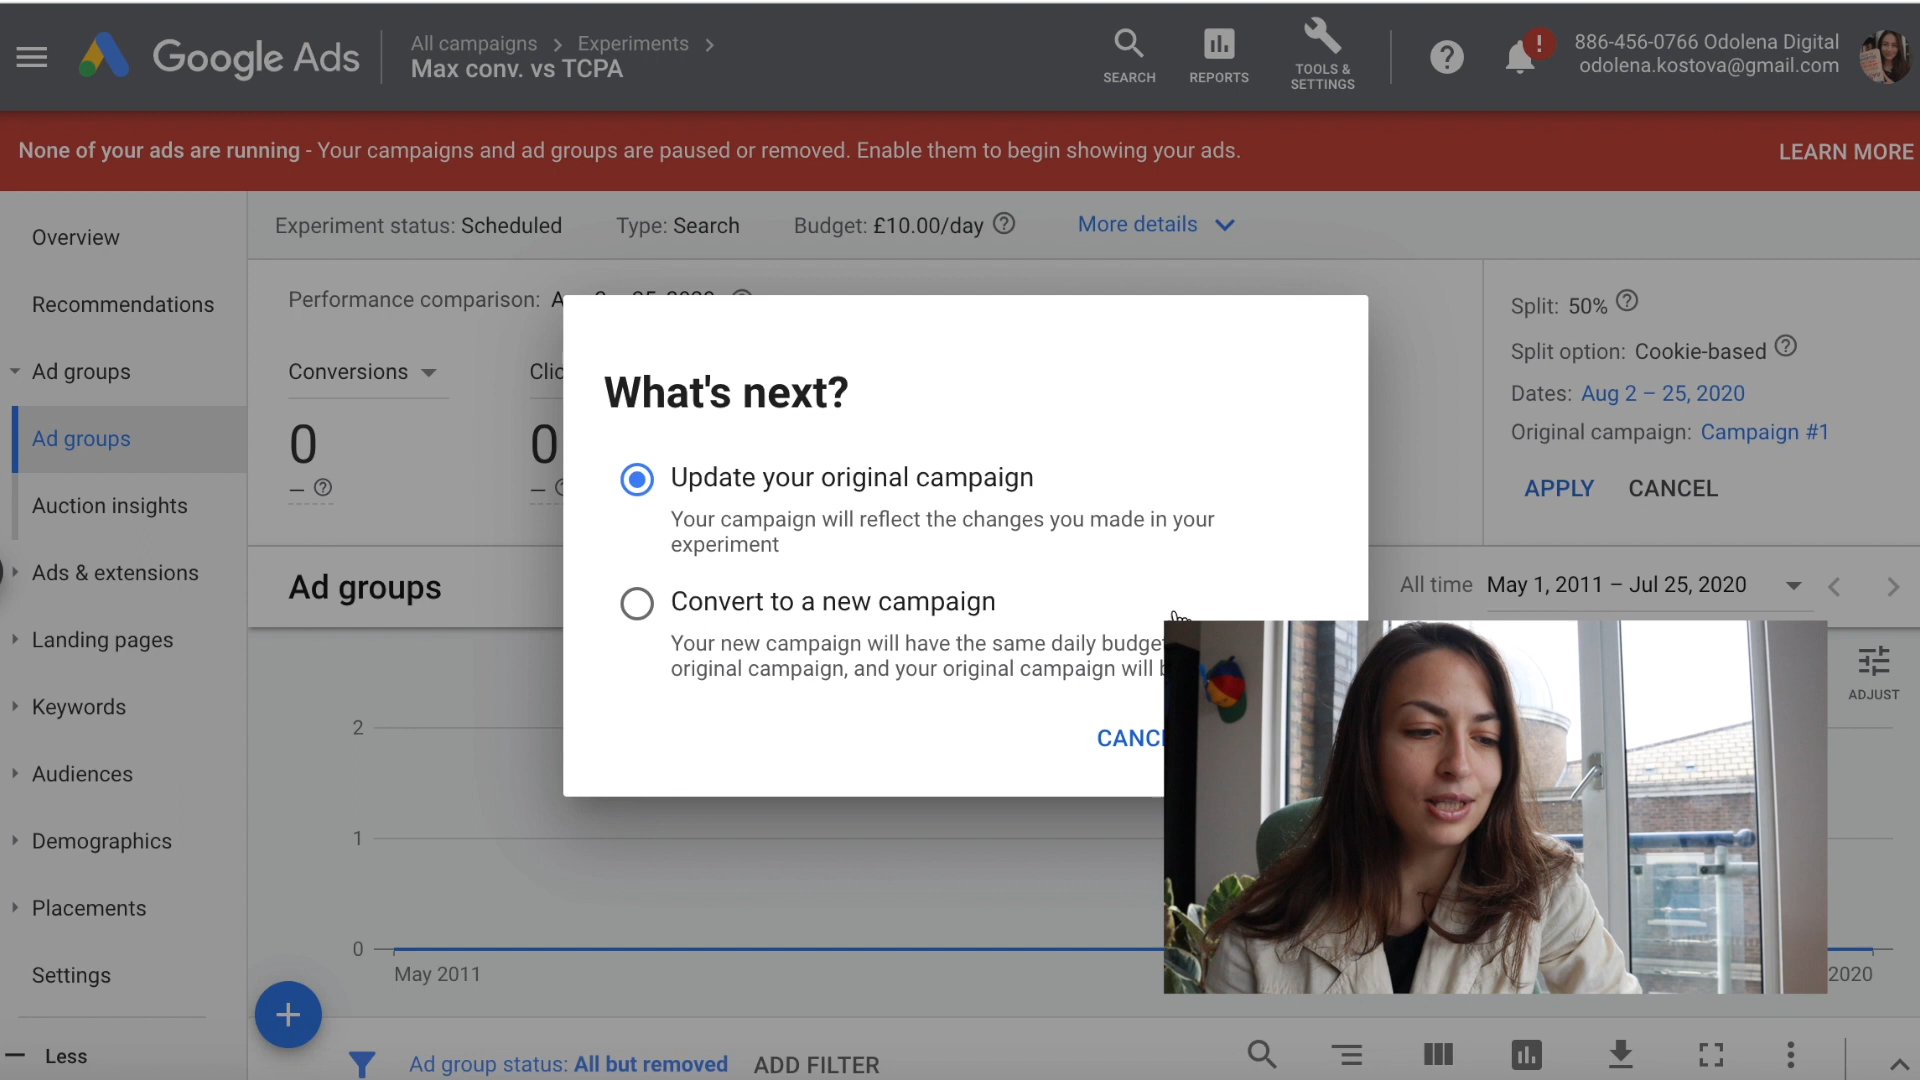 Google Ads
All campaigns > Experiments >
Max conv. vs TCPA
SEARCH
REPORTS
TOOLS &
SETTINGS
886-456-0766 Odolena Digital
odolena.kostova@gmail.com
None of your ads are running - Your campaigns and ad groups are paused or removed. Enable them to begin showing your ads.
LEARN MORE
Overview
Recommendations
Ad groups
Ad groups
Auction insights
Ads & extensions
Landing pages
Keywords
Audiences
Demographics
Placements
Settings
Less
Experiment status: Scheduled
Type: Search
Budget: £10.00/day
More details
Performance comparison:
Conversions
0
–
0
–
Split: 50%
Split option: Cookie-based
Dates: Aug 2 – 25, 2020
Original campaign: Campaign #1
APPLY
CANCEL
What's next?
Update your original campaign
Your campaign will reflect the changes you made in your
experiment
Convert to a new campaign
Your new campaign will have the same daily
original campaign, and your original campaign will
Ad groups
All time
May 1, 2011 – Jul 25, 2020
ADJUST
2
1
0
May 2011
2020
Ad group status: All but removed
ADD FILTER